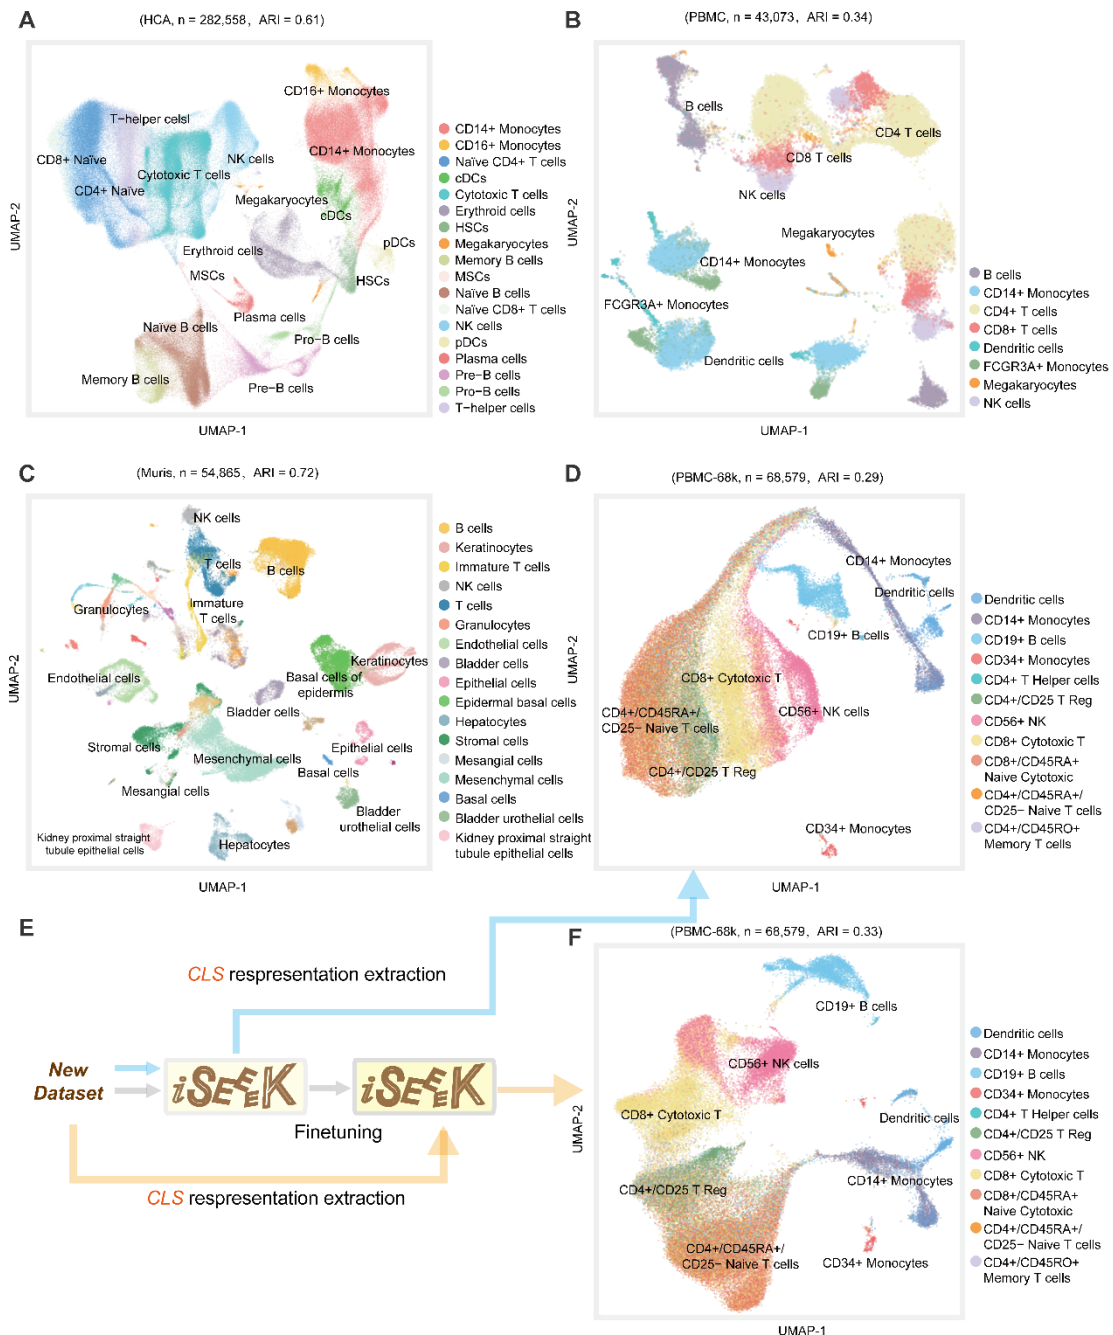 A
(HCA, n = 282,558, ARI = 0.61)
UMAP-2
CD16+ Monocytes
T-helper celsl
CD14+ Monocytes
CD8+ Naïve
NK cells
Cytotoxic T cells
CD4+ Naïve
Megakaryocytes
cDCs
pDCs
Erythroid cells
MSCs
HSCs
Plasma cells
Naïve B cells
Pro-B cells
Memory B cells
Pre-B cells
UMAP-1
CD14+ Monocytes
CD16+ Monocytes
Naïve CD4+ T cells
cDCs
Cytotoxic T cells
Erythroid cells
HSCs
Megakaryocytes
Memory B cells
MSCs
Naïve B cells
Naïve CD8+ T cells
NK cells
pDCs
Plasma cells
Pre-B cells
Pro-B cells
T-helper cells
B
(PBMC, n = 43,073, ARI = 0.34)
UMAP-2
B cells
CD4 T cells
CD8 T cells
NK cells
Megakaryocytes
CD14+ Monocytes
FCGR3A+ Monocytes
Dendritic cells
UMAP-1
B cells
CD14+ Monocytes
CD4+ T cells
CD8+ T cells
Dendritic cells
FCGR3A+ Monocytes
Megakaryocytes
NK cells
C
(Muris, n = 54,865, ARI = 0.72)
UMAP-2
NK cells
T cells
B cells
Granulocytes
Immature
T cells
Keratinocytes
Endothelial cells
Basal cells of
epidermis
Bladder cells
Stromal cells
Epithelial cells
Mesenchymal cells
Basal cells
Mesangial cells
Bladder
urothelial cells
Kidney proximal straight
tubule epithelial cells
Hepatocytes
UMAP-1
B cells
Keratinocytes
Immature T cells
NK cells
T cells
Granulocytes
Endothelial cells
Bladder cells
Epithelial cells
Epidermal basal cells
Hepatocytes
Stromal cells
Mesangial cells
Mesenchymal cells
Basal cells
Bladder urothelial cells
Kidney proximal straight
tubule epithelial cells
D
(PBMC-68k, n = 68,579, ARI = 0.29)
UMAP-2
CD14+ Monocytes
Dendritic cells
CD19+ B cells
CD8+ Cytotoxic T
CD4+/CD45RA+/
CD25- Naive T cells
CD56+ NK cells
CD4+/CD25 T Reg
CD34+ Monocytes
UMAP-1
Dendritic cells
CD14+ Monocytes
CD19+ B cells
CD34+ Monocytes
CD4+ T Helper cells
CD4+/CD25 T Reg
CD56+ NK
CD8+ Cytotoxic T
CD8+/CD45RA+
Naive Cytotoxic
CD4+/CD45RA+/
CD25- Naive T cells
CD4+/CD45RO+
Memory T cells
E
CLS respresentation extraction
New
Dataset
iSEEEK
iSEEEK
Finetuning
CLS respresentation extraction
F
(PBMC-68k, n = 68,579, ARI = 0.33)
UMAP-2
CD19+ B cells
CD56+ NK cells
CD8+ Cytotoxic T
Dendritic cells
CD14+ Monocytes
CD4+/CD25 T Reg
CD4+/CD45RA+/
CD25- Naive T cells
CD34+ Monocytes
UMAP-1
Dendritic cells
CD14+ Monocytes
CD19+ B cells
CD34+ Monocytes
CD4+ T Helper cells
CD4+/CD25 T Reg
CD56+ NK
CD8+ Cytotoxic T
CD8+/CD45RA+
Naive Cytotoxic
CD4+/CD45RA+/
CD25- Naive T cells
CD4+/CD45RO+
Memory T cells